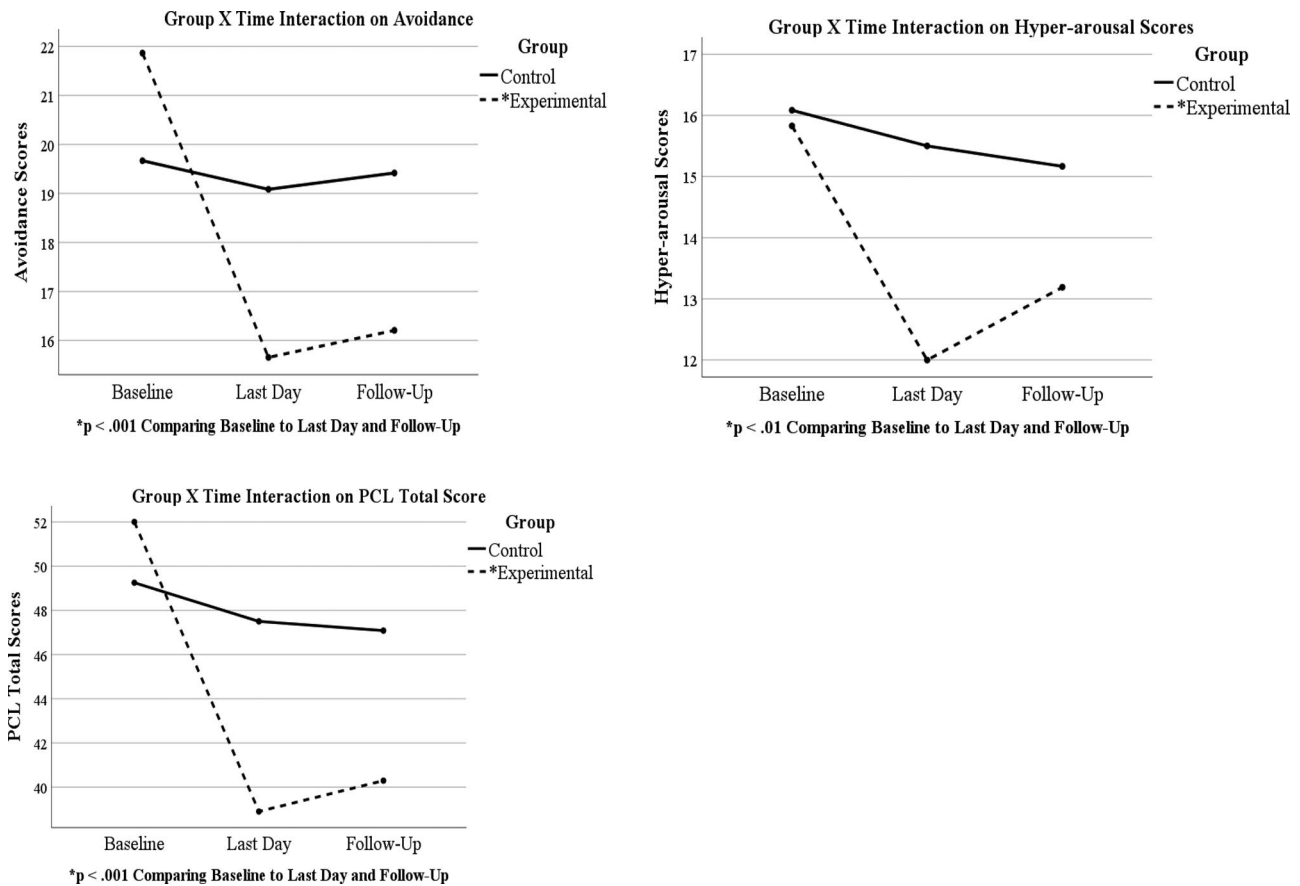 Group X Time Interaction on Avoidance
22
21
20
19
18
17
16
Avoidance Scores
Baseline
Last Day
Follow-Up
Group
Control
*Experimental
*p < .001 Comparing Baseline to Last Day and Follow-Up
Group X Time Interaction on Hyper-arousal Scores
17
16
15
14
13
12
Hyper-arousal Scores
Baseline
Last Day
Follow-Up
Group
Control
*Experimental
*p < .01 Comparing Baseline to Last Day and Follow-Up
Group X Time Interaction on PCL Total Score
52
50
48
46
44
42
40
PCL Total Scores
Baseline
Last Day
Follow-Up
Group
Control
*Experimental
*p < .001 Comparing Baseline to Last Day and Follow-Up